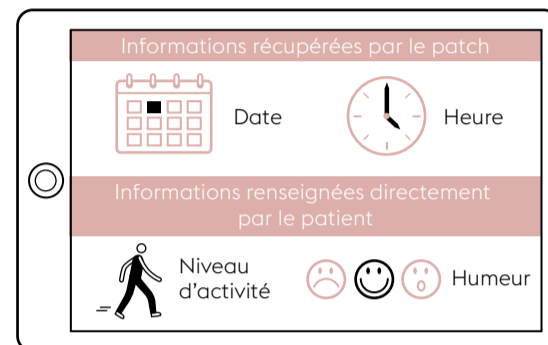 Informations récupérées par le patch
Date
Heure
Informations renseignées directement
par le patient
Niveau
d'activité
Humeur